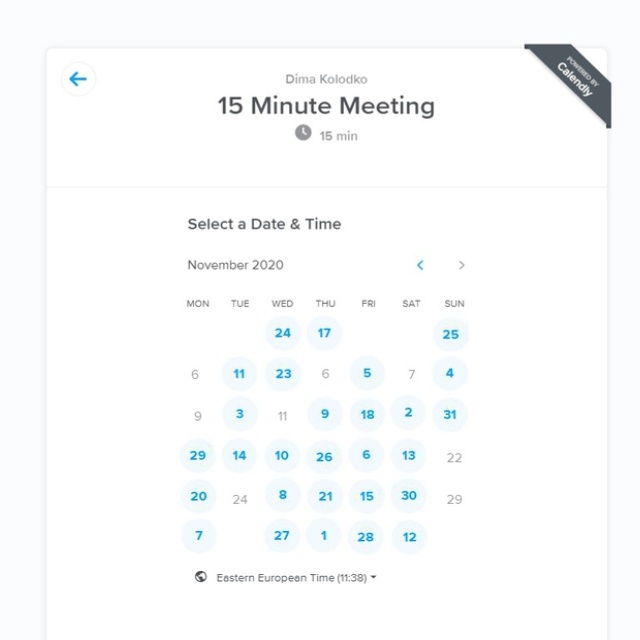 Dima Kolodko
POWERED BY
Calendly
15 Minute Meeting
15 min
Select a Date & Time
November 2020
MON TUE WED THU FRI SAT SUN
24 17 25
6 11 23 6 5 7 4
9 3 11 9 18 2 31
29 14 10 26 6 13 22
20 24 8 21 15 30 29
7 27 1 28 12
Eastern European Time (11:38)